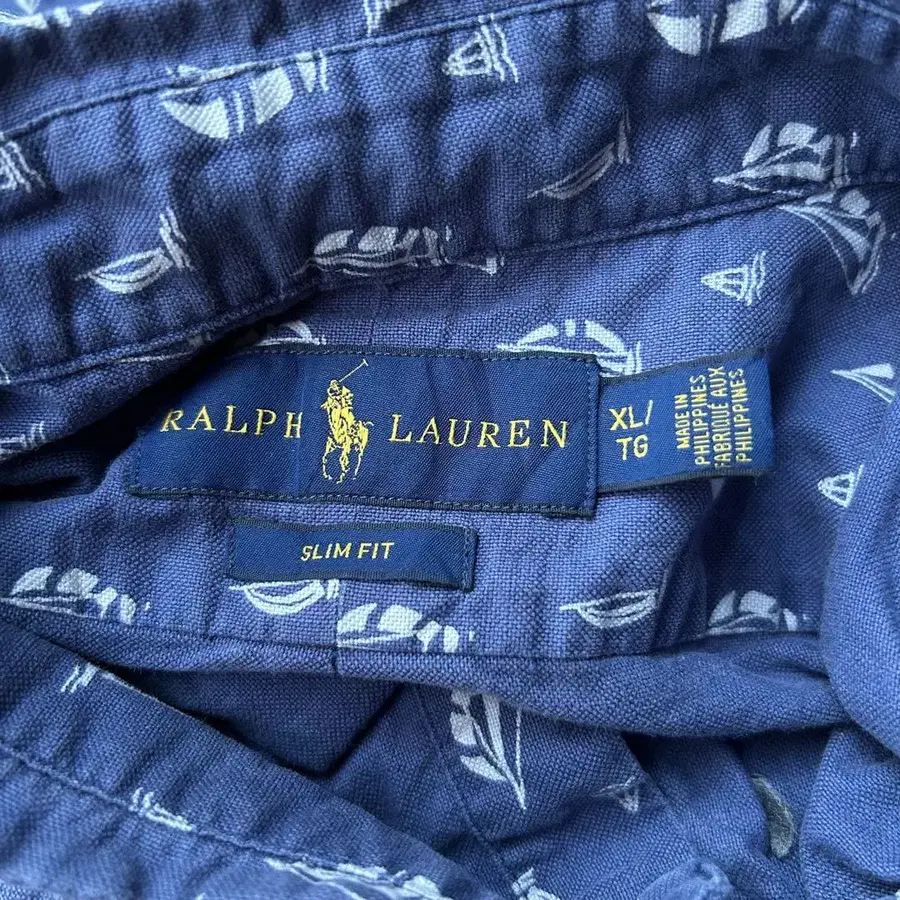 RALPH LAUREN
XL/
TG
MADE IN
PHILIPPINES
FABRIQUÉ AUX
PHILIPPINES
SLIM FIT